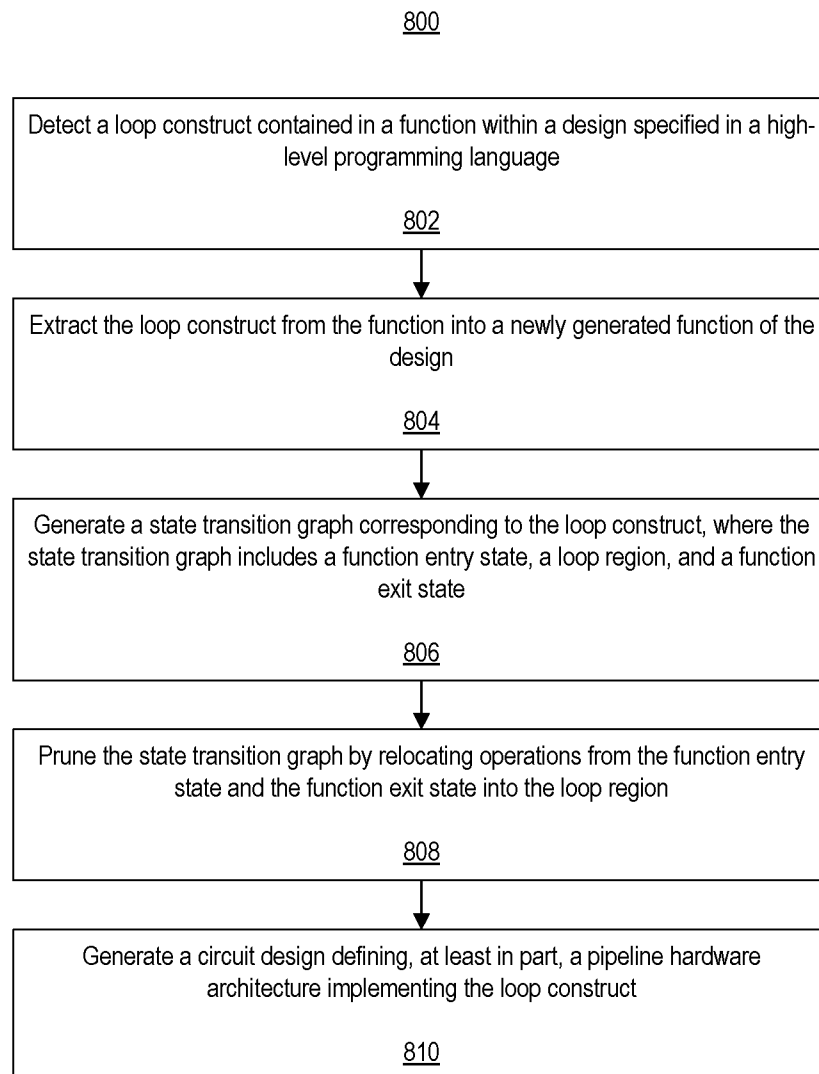 800
Detect a loop construct contained in a function within a design specified in a high-
level programming language
802
Extract the loop construct from the function into a newly generated function of the
design
804
Generate a state transition graph corresponding to the loop construct, where the
state transition graph includes a function entry state, a loop region, and a function
exit state
806
Prune the state transition graph by relocating operations from the function entry
state and the function exit state into the loop region
808
Generate a circuit design defining, at least in part, a pipeline hardware
architecture implementing the loop construct
810